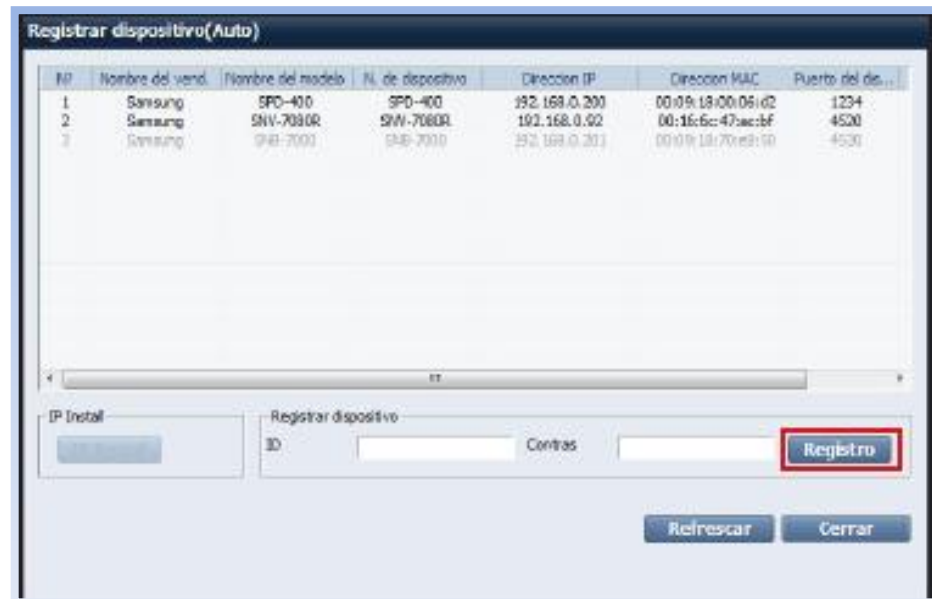 Registrar dispositivo(Auto)
Nº Nombre del vend. Nombre del modelo N. de dispositivo Direccion IP Direccion MAC Puerto del dis...
1 Samsung SPD-400 SPD-400 192.168.0.200 00:09:18:00:06:d2 1234
2 Samsung SNV-7080R SNV-7080R 192.168.0.92 00:16:6c:47:ac:bf 4520
3 Samsung SNB-7000 SNB-7000 192.168.0.201 4520
IP Install Registrar dispositivo
ID Contras Registro
Refrescar Cerrar